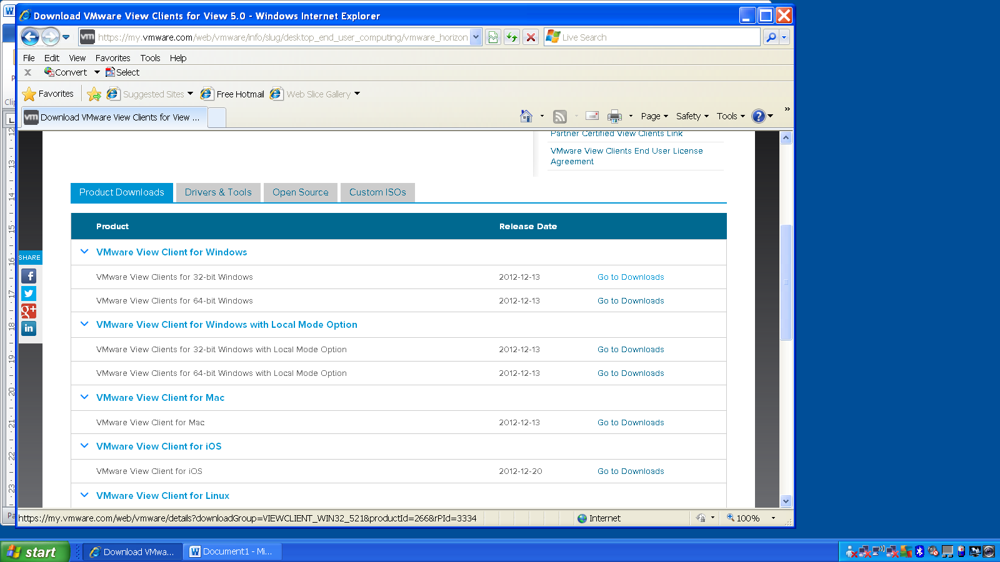 Download VMware View Clients for View 5.0 - Windows Internet Explorer
https://my.vmware.com/web/vmware/info/slug/desktop_end_user_computing/vmware_horizon
Live Search
File Edit View Favorites Tools Help
x Convert Select
Favorites Suggested Sites Free Hotmail Web Slice Gallery
vm Download VMware View Clients for View ...
Page Safety Tools
Partner Certified View Clients Link
VMware View Clients End User License
Agreement
Product Downloads Drivers & Tools Open Source Custom ISOs
Product Release Date
VMware View Client for Windows
SHARE
VMware View Clients for 32-bit Windows 2012-12-13 Go to Downloads
VMware View Clients for 64-bit Windows 2012-12-13 Go to Downloads
VMware View Client for Windows with Local Mode Option
VMware View Clients for 32-bit Windows with Local Mode Option 2012-12-13 Go to Downloads
VMware View Clients for 64-bit Windows with Local Mode Option 2012-12-13 Go to Downloads
VMware View Client for Mac
VMware View Client for Mac 2012-12-13 Go to Downloads
VMware View Client for iOS
VMware View Client for iOS 2012-12-20 Go to Downloads
VMware View Client for Linux
https://my.vmware.com/web/vmware/details?downloadGroup=VIEWCLIENT_WIN32_521&productId=266&rPId=3334
Internet 100%
start Download VMwa... Document1 - Mi...